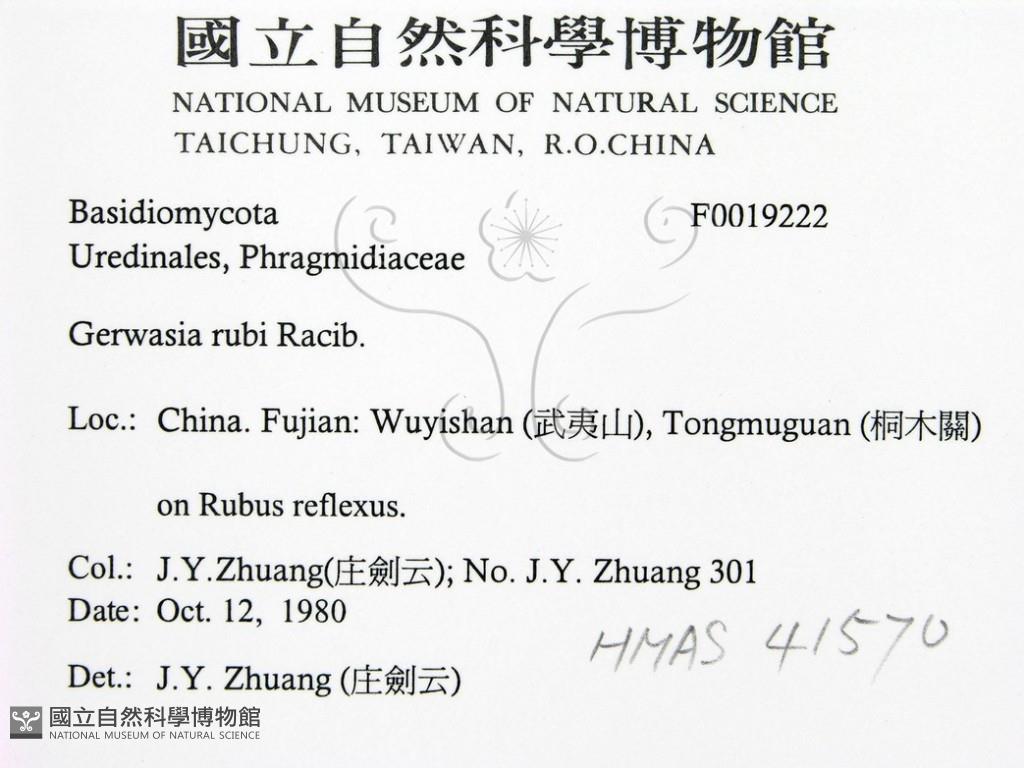 國立自然科學博物館
NATIONAL MUSEUM OF NATURAL SCIENCE
TAICHUNG, TAIWAN, R.O.CHINA
Basidiomycota F0019222
Uredinales, Phragmidiaceae
Gerwasia rubi Racib.
Loc.: China. Fujian: Wuyishan (武夷山), Tongmuguan (桐木關)
on Rubus reflexus.
Col.: J.Y.Zhuang(庄劍云); No. J.Y. Zhuang 301
Date: Oct. 12, 1980
HMAS 41570
Det.: J.Y. Zhuang (庄劍云)
國立自然科學博物館
NATIONAL MUSEUM OF NATURAL SCIENCE